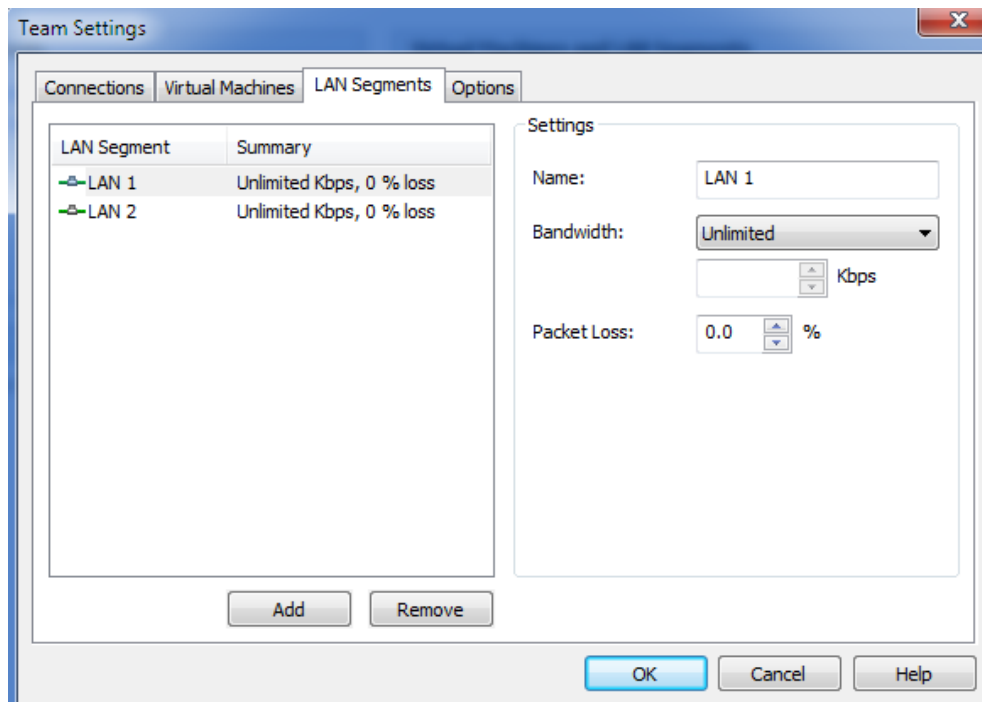 Team Settings
Connections Virtual Machines LAN Segments Options
LAN Segment Summary
LAN 1 Unlimited Kbps, 0 % loss
LAN 2 Unlimited Kbps, 0 % loss
Settings
Name: LAN 1
Bandwidth: Unlimited
Kbps
Packet Loss: 0.0 %
Add Remove
OK Cancel Help